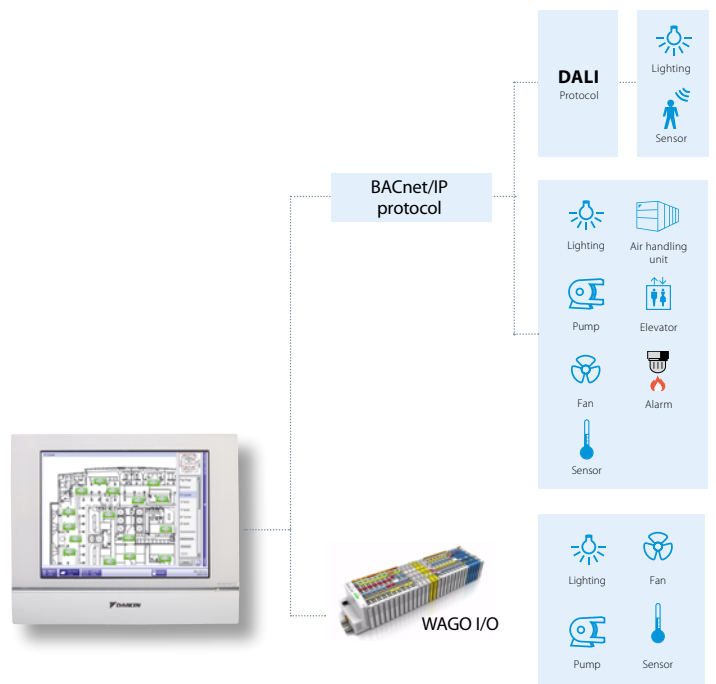 DALI
Protocol
Lighting
Sensor
BACnet/IP
protocol
Lighting
Air handling
unit
Pump
Elevator
Fan
Alarm
Sensor
DAIKIN
WAGO I/O
Lighting
Fan
Pump
Sensor